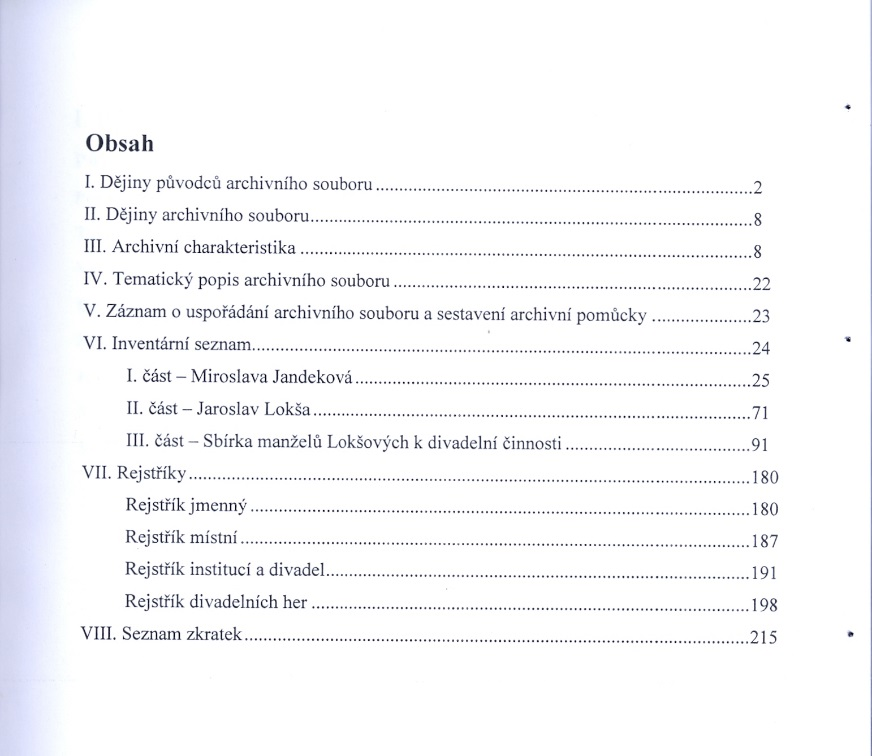 Obsah
I. Dějiny původců archivního souboru ........................................................................... 2
II. Dějiny archivního souboru........................................................................................ 8
III. Archivní charakteristika .......................................................................................... 8
IV. Tematický popis archivního souboru ....................................................................... 22
V. Záznam o uspořádání archivního souboru a sestavení archivní pomůcky .................... 23
VI. Inventární seznam.................................................................................................... 24
I. část – Miroslava Jandeková ............................................................................... 25
II. část – Jaroslav Lokša ....................................................................................... 71
III. část – Sbírka manželů Lokšových k divadelní činnosti ..................................... 91
VII. Rejstříky ................................................................................................................ 180
Rejstřík jmenný .................................................................................................... 180
Rejstřík místní ...................................................................................................... 187
Rejstřík institucí a divadel..................................................................................... 191
Rejstřík divadelních her ........................................................................................ 198
VIII. Seznam zkratek ..................................................................................................... 215